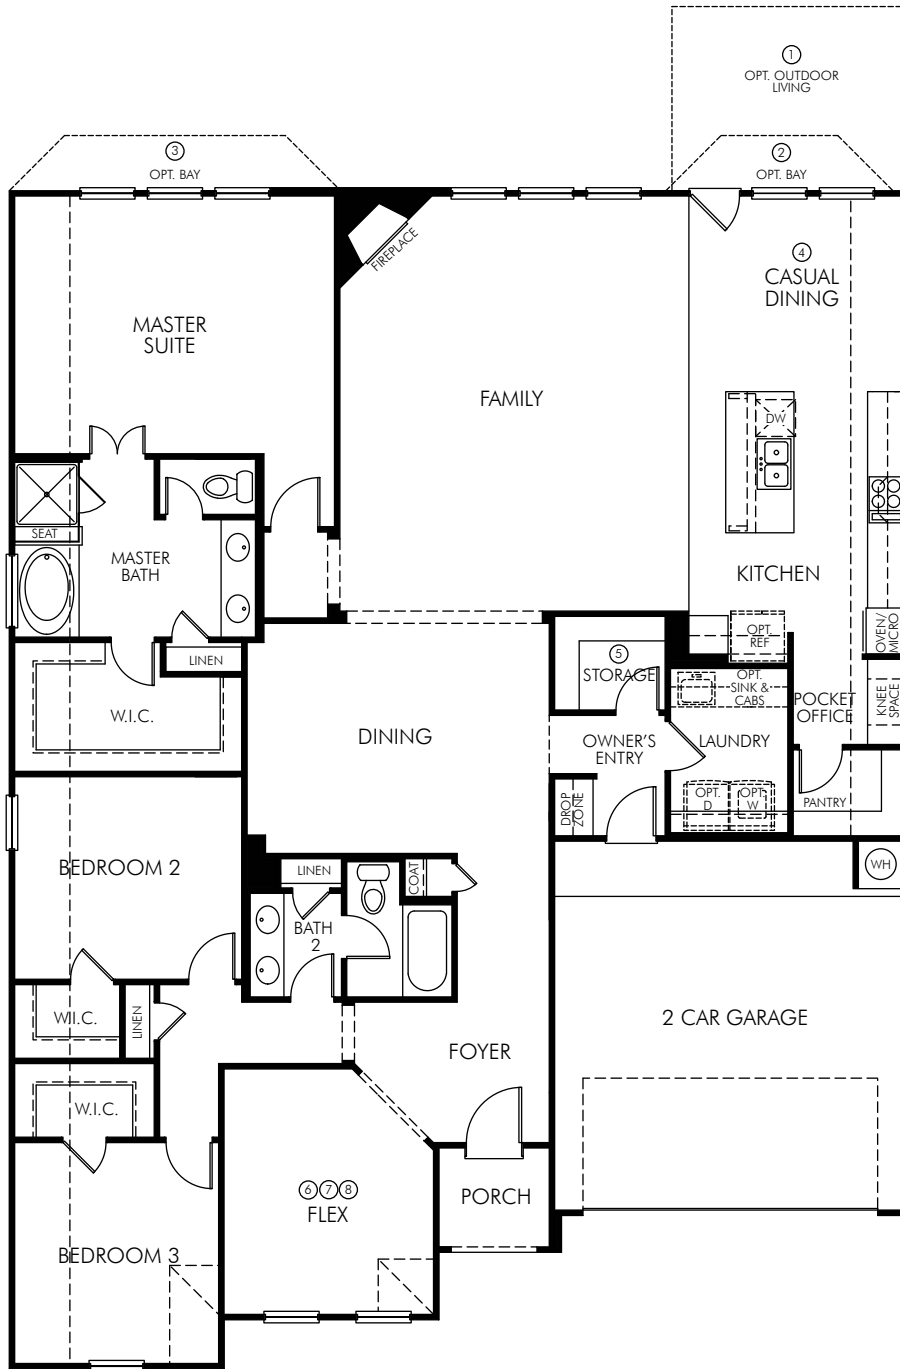 1
OPT. OUTDOOR
LIVING
3
OPT. BAY
2
OPT. BAY
FIREPLACE
4
CASUAL
DINING
MASTER
SUITE
FAMILY
DW
SEAT
MASTER
BATH
KITCHEN
OVEN/
MICRO
OPT.
REF
LINEN
5
STORAGE
OPT.
SINK &
CABS
KNEE
SPACE
POCKET
OFFICE
W.I.C.
DINING
OWNER'S
ENTRY
LAUNDRY
DROP
ZONE
OPT.
D
OPT.
W
PANTRY
BEDROOM 2
LINEN
COAT
WH
BATH
2
W.I.C.
LINEN
2 CAR GARAGE
FOYER
W.I.C.
6 7 8
FLEX
PORCH
BEDROOM 3